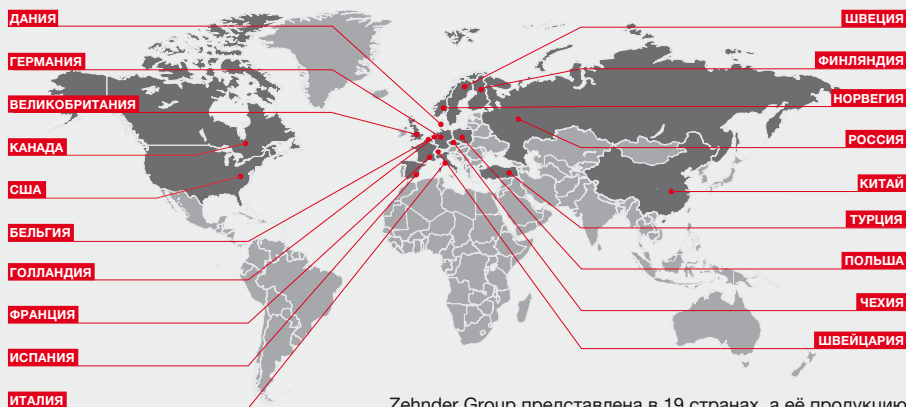 ДАНИЯ
ГЕРМАНИЯ
ВЕЛИКОБРИТАНИЯ
КАНАДА
США
БЕЛЬГИЯ
ГОЛЛАНДИЯ
ФРАНЦИЯ
ИСПАНИЯ
ИТАЛИЯ
ШВЕЦИЯ
ФИНЛЯНДИЯ
НОРВЕГИЯ
РОССИЯ
КИТАЙ
ТУРЦИЯ
ПОЛЬША
ЧЕХИЯ
ШВЕЙЦАРИЯ
Zehnder Group представлена в 19 странах, а её продукцию